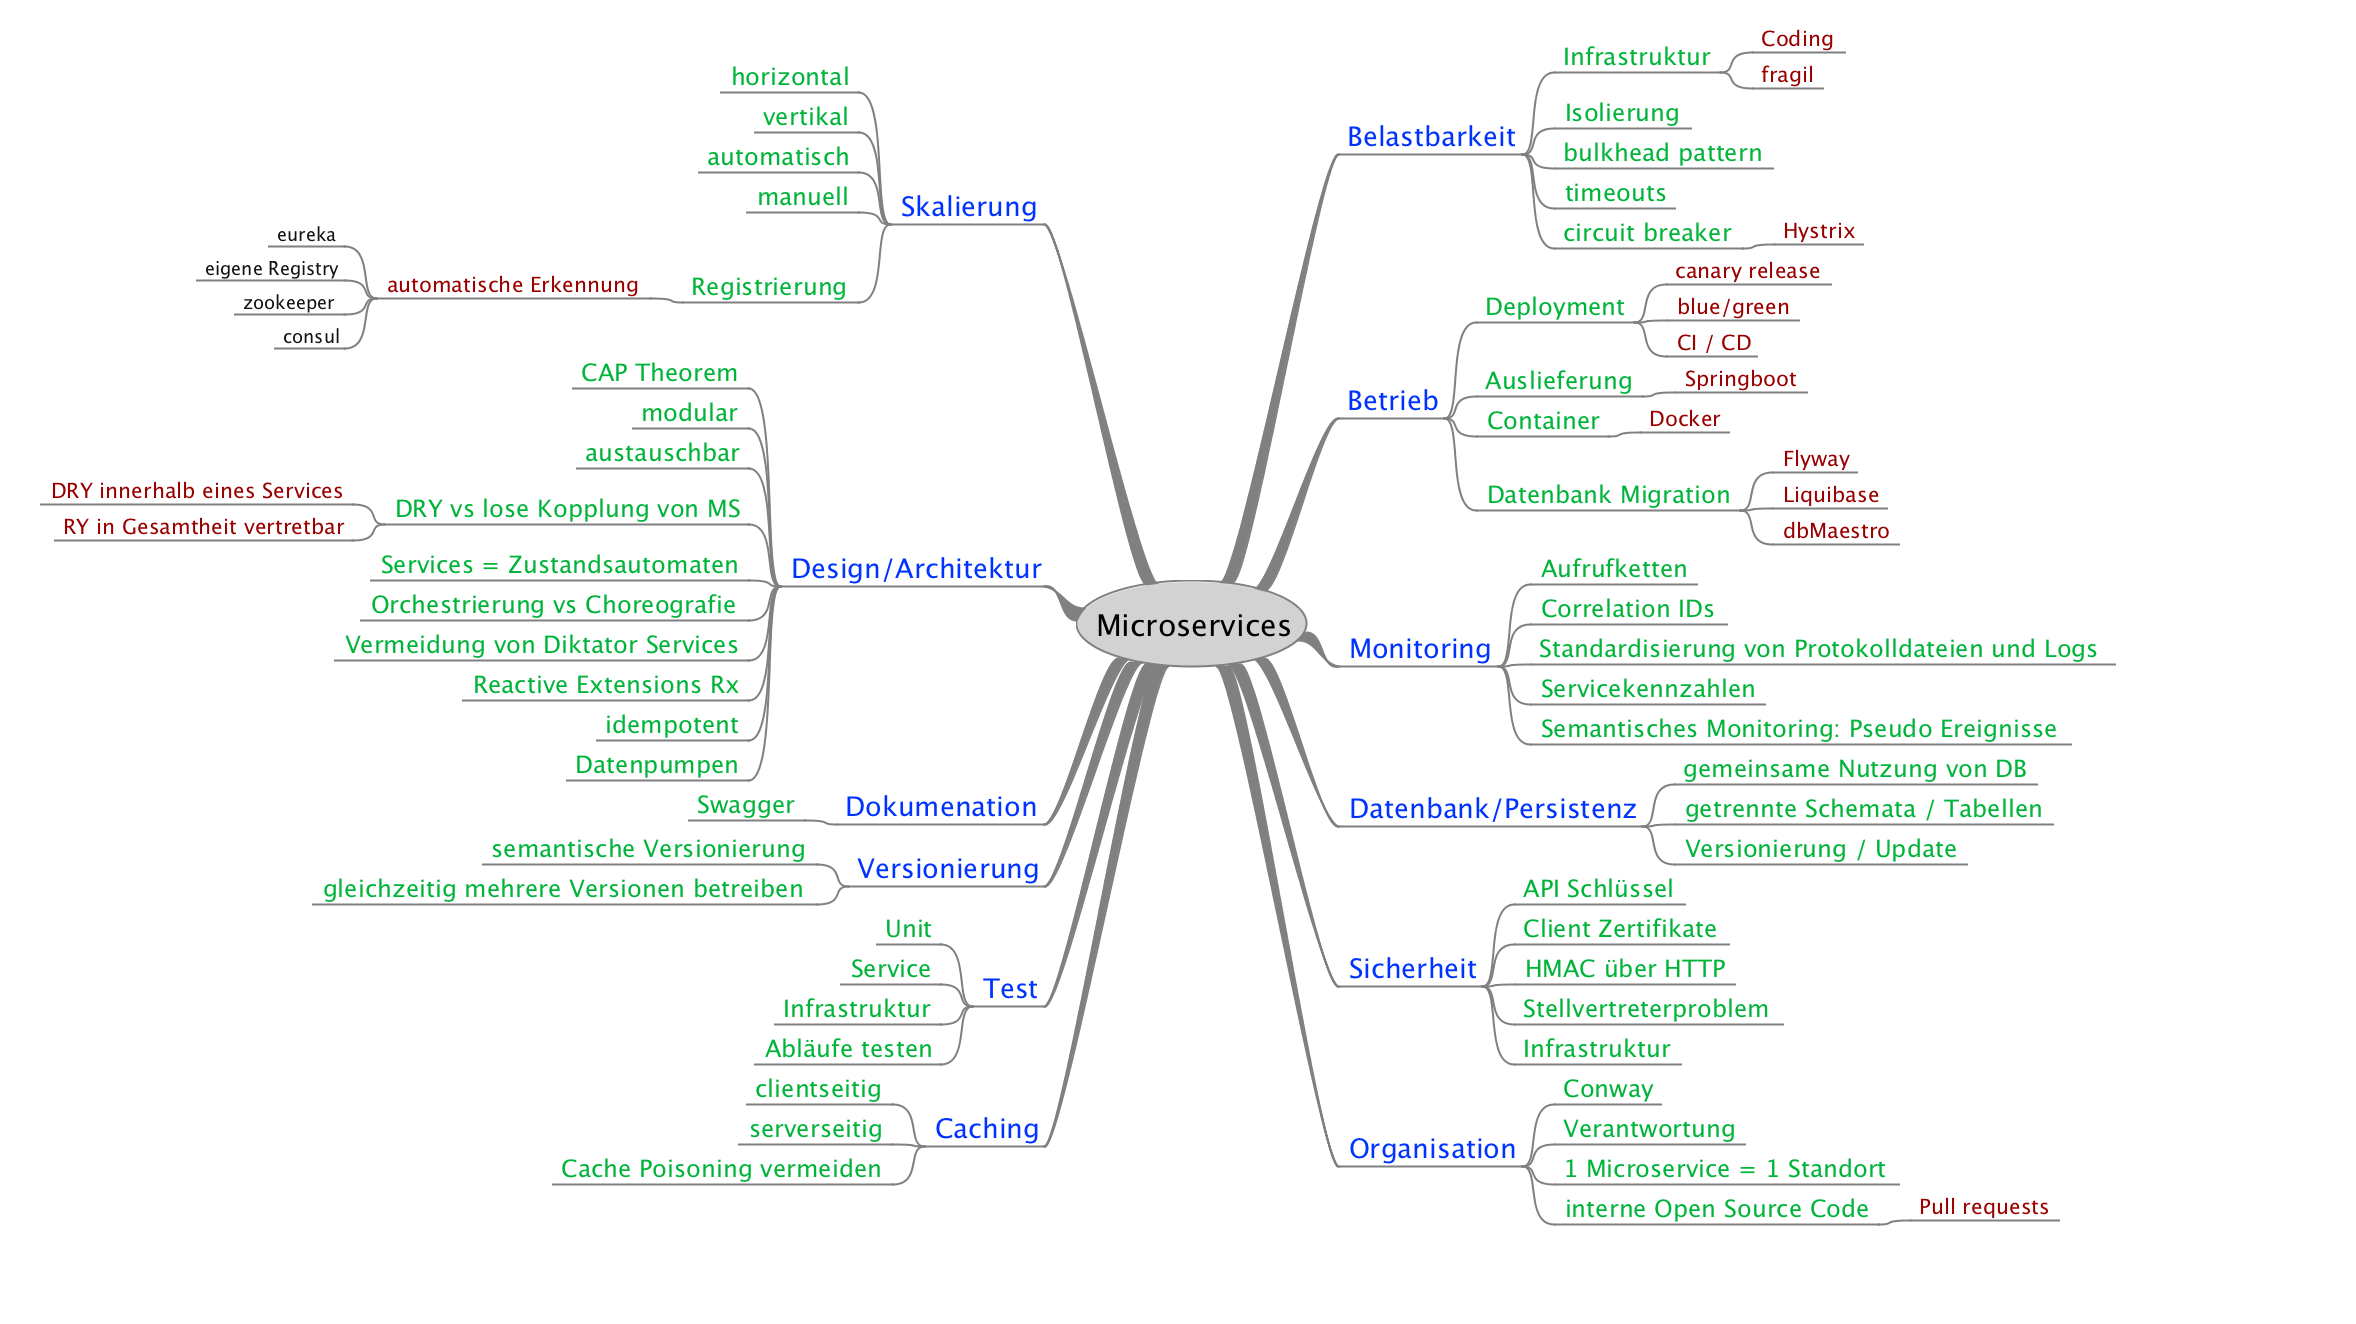 Microservices
Skalierung
horizontal
vertikal
automatisch
manuell
Registrierung
automatische Erkennung
eureka
eigene Registry
zookeeper
consul
Design/Architektur
CAP Theorem
modular
austauschbar
DRY vs lose Kopplung von MS
DRY innerhalb eines Services
RY in Gesamtheit vertretbar
Services = Zustandsautomaten
Orchestrierung vs Choreografie
Vermeidung von Diktator Services
Reactive Extensions Rx
idempotent
Datenpumpen
Dokumenation
Swagger
Versionierung
semantische Versionierung
gleichzeitig mehrere Versionen betreiben
Test
Unit
Service
Infrastruktur
Abläufe testen
Caching
clientseitig
serverseitig
Cache Poisoning vermeiden
Belastbarkeit
Infrastruktur
Coding
fragil
Isolierung
bulkhead pattern
timeouts
circuit breaker
Hystrix
Betrieb
Deployment
canary release
blue/green
CI / CD
Auslieferung
Springboot
Container
Docker
Datenbank Migration
Flyway
Liquibase
dbMaestro
Monitoring
Aufrufketten
Correlation IDs
Standardisierung von Protokolldateien und Logs
Servicekennzahlen
Semantisches Monitoring: Pseudo Ereignisse
Datenbank/Persistenz
gemeinsame Nutzung von DB
getrennte Schemata / Tabellen
Versionierung / Update
Sicherheit
API Schlüssel
Client Zertifikate
HMAC über HTTP
Stellvertreterproblem
Infrastruktur
Organisation
Conway
Verantwortung
1 Microservice = 1 Standort
interne Open Source Code
Pull requests